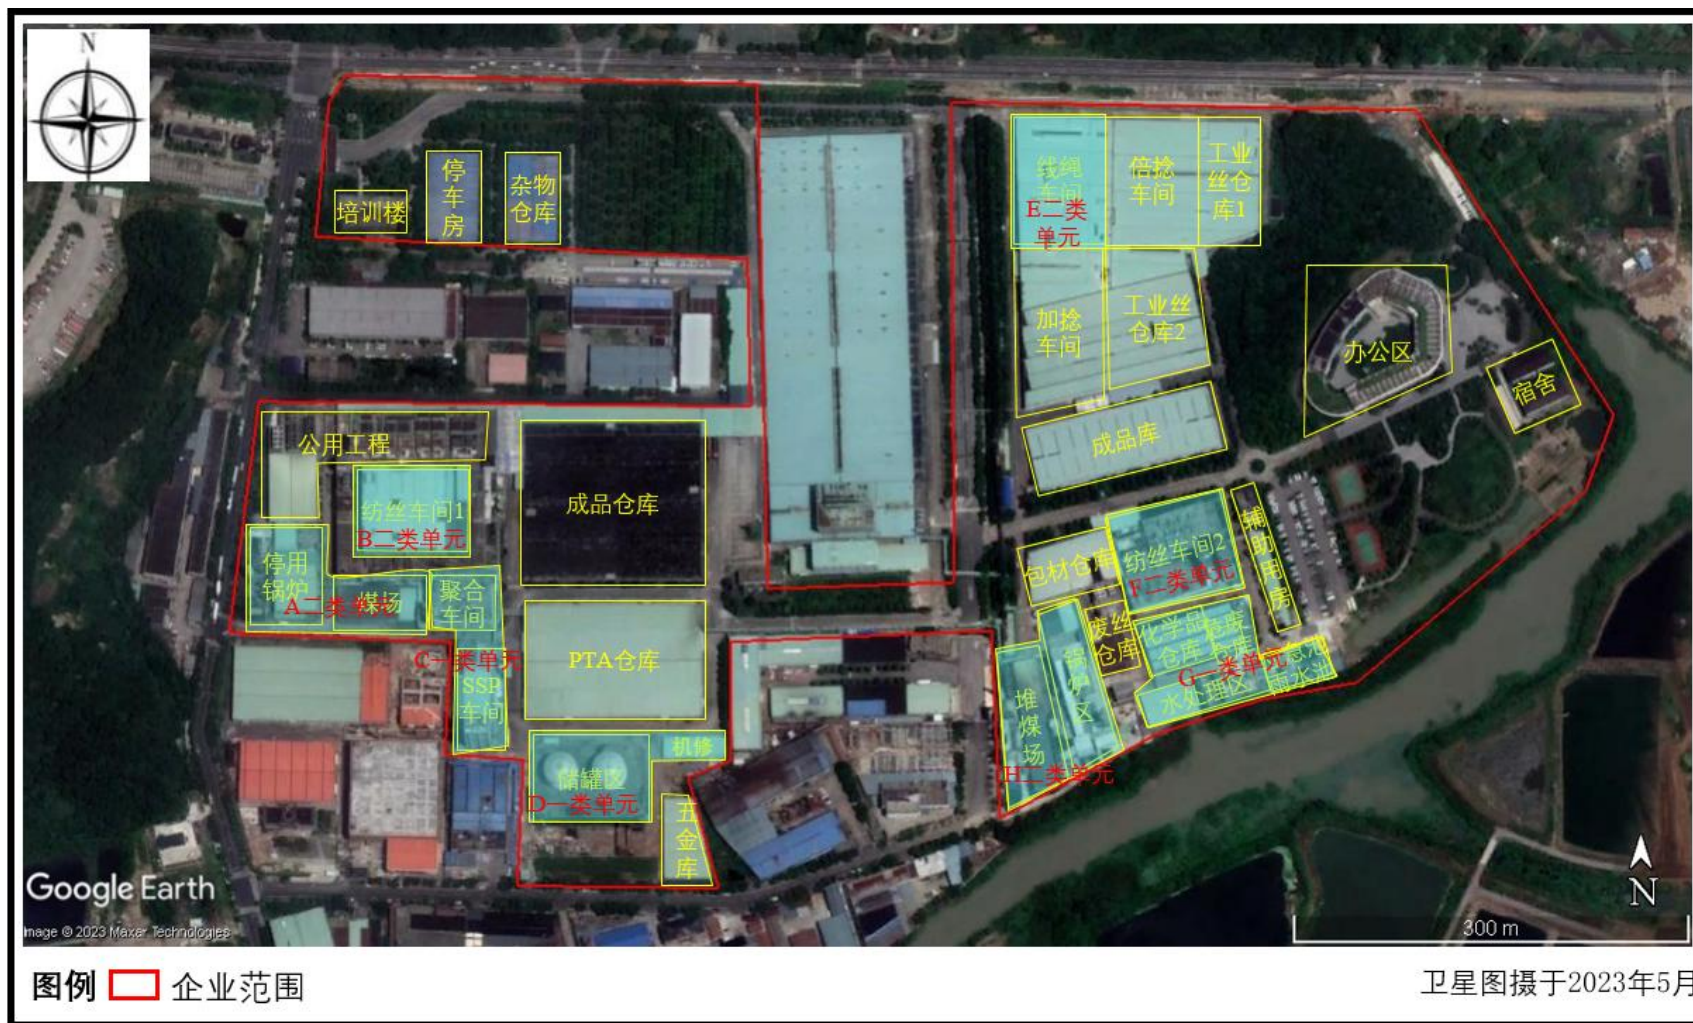 N
培训楼
停
车
房
杂物
仓库
线绳
车间
E二类
单元
倍捻
车间
工业
丝仓
库1
加捻
车间
工业丝
仓库2
办公区
宿舍
成品库
公用工程
纺丝车间1
B二类单元
成品仓库
停用
锅炉
A二类单元
煤场
聚合
车间
C一类单元
SSP
车间
PTA仓库
机修
储罐区
D一类单元
五
金
库
包材仓库
纺丝车间2
F二类单元
辅
助
用
房
废丝
仓库
化学品
仓库
危废
仓库
G一类单元
水处理区
雨水池
锅
炉
区
堆
煤
场
H二类单元
Google Earth
Image © 2023 Maxar Technologies
N
300 m
图例
企业范围
卫星图摄于2023年5月